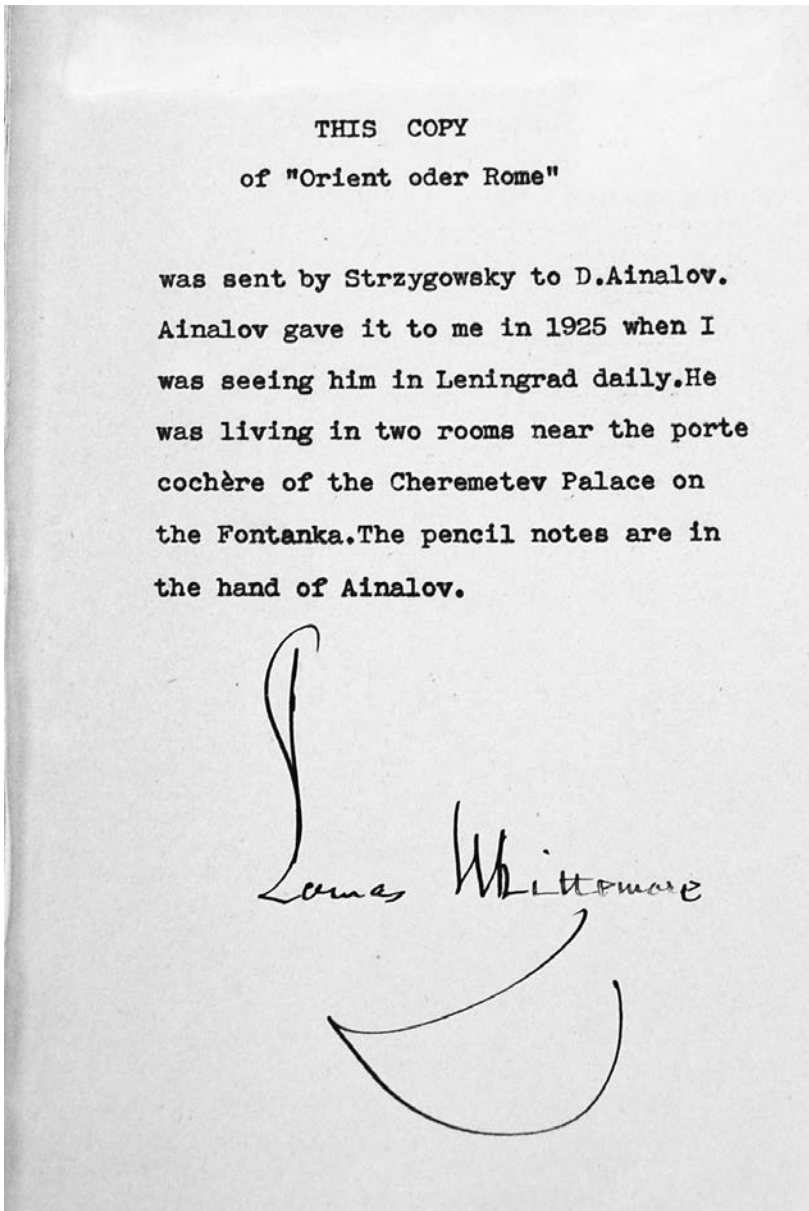 THIS COPY
of "Orient oder Rome"
was sent by Strzygowsky to D.Ainalov.
Ainalov gave it to me in 1925 when I
was seeing him in Leningrad daily.He
was living in two rooms near the porte
cochère of the Cheremetev Palace on
the Fontanka.The pencil notes are in
the hand of Ainalov.
Thomas Whittemore